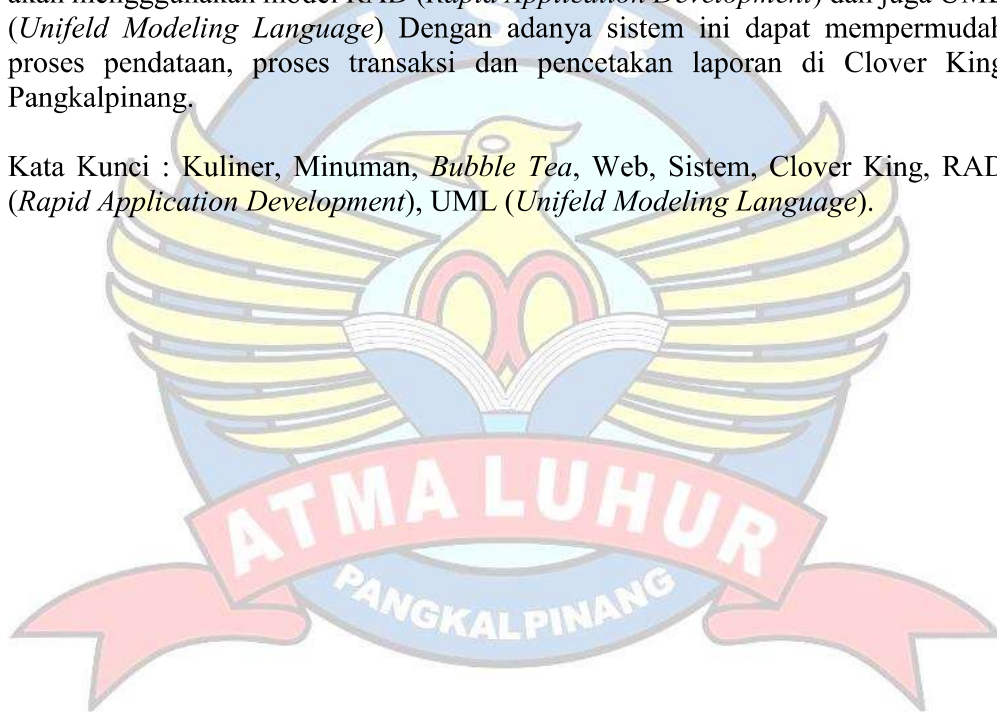 akan mengggunakan model RAD (Rapid Application Development) dan juga UML
(Unifeld Modeling Language) Dengan adanya sistem ini dapat mempermudah
proses pendataan, proses transaksi dan pencetakan laporan di Clover King
Pangkalpinang.
Kata Kunci : Kuliner, Minuman, Bubble Tea, Web, Sistem, Clover King, RAD
(Rapid Application Development), UML (Unifeld Modeling Language).
I S B
ATMA LUHUR
PANGKALPINANG